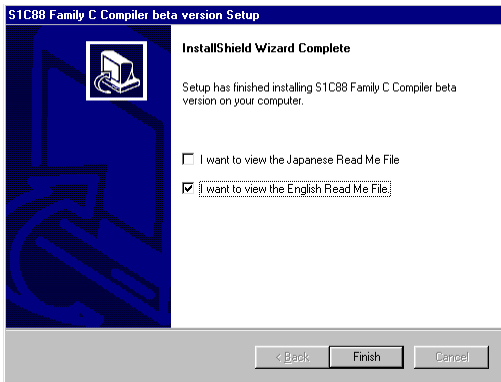 S1C88 Family C Compiler beta version Setup
InstallShield Wizard Complete
Setup has finished installing S1C88 Family C Compiler beta
version on your computer.
I want to view the Japanese Read Me File
I want to view the English Read Me File.
< Back
Finish
Cancel